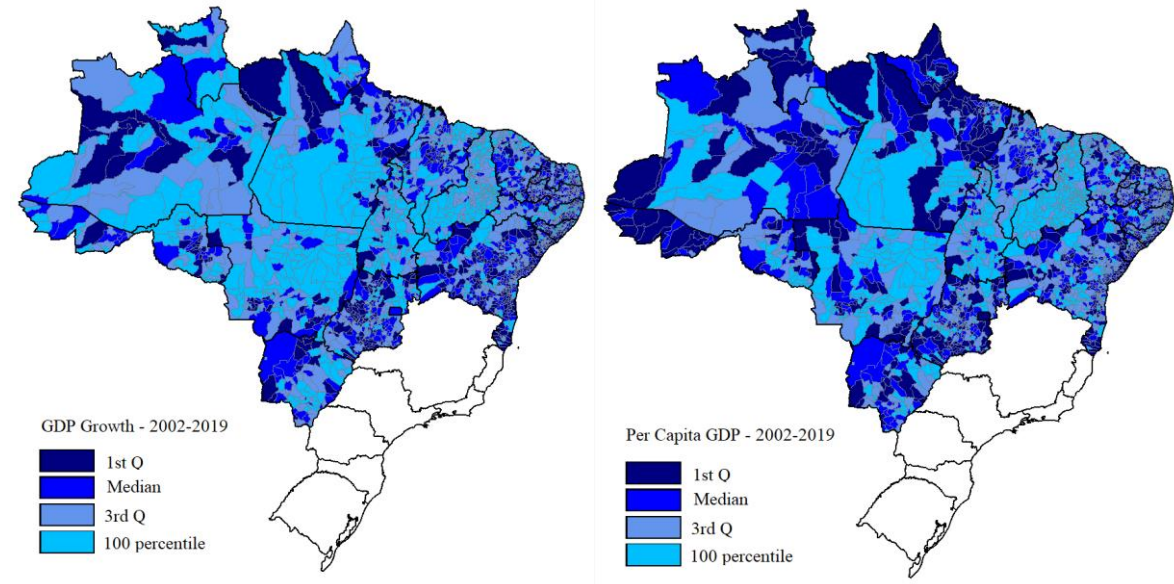 GDP Growth - 2002-2019
1st Q
Median
3rd Q
100 percentile
Per Capita GDP - 2002-2019
1st Q
Median
3rd Q
100 percentile